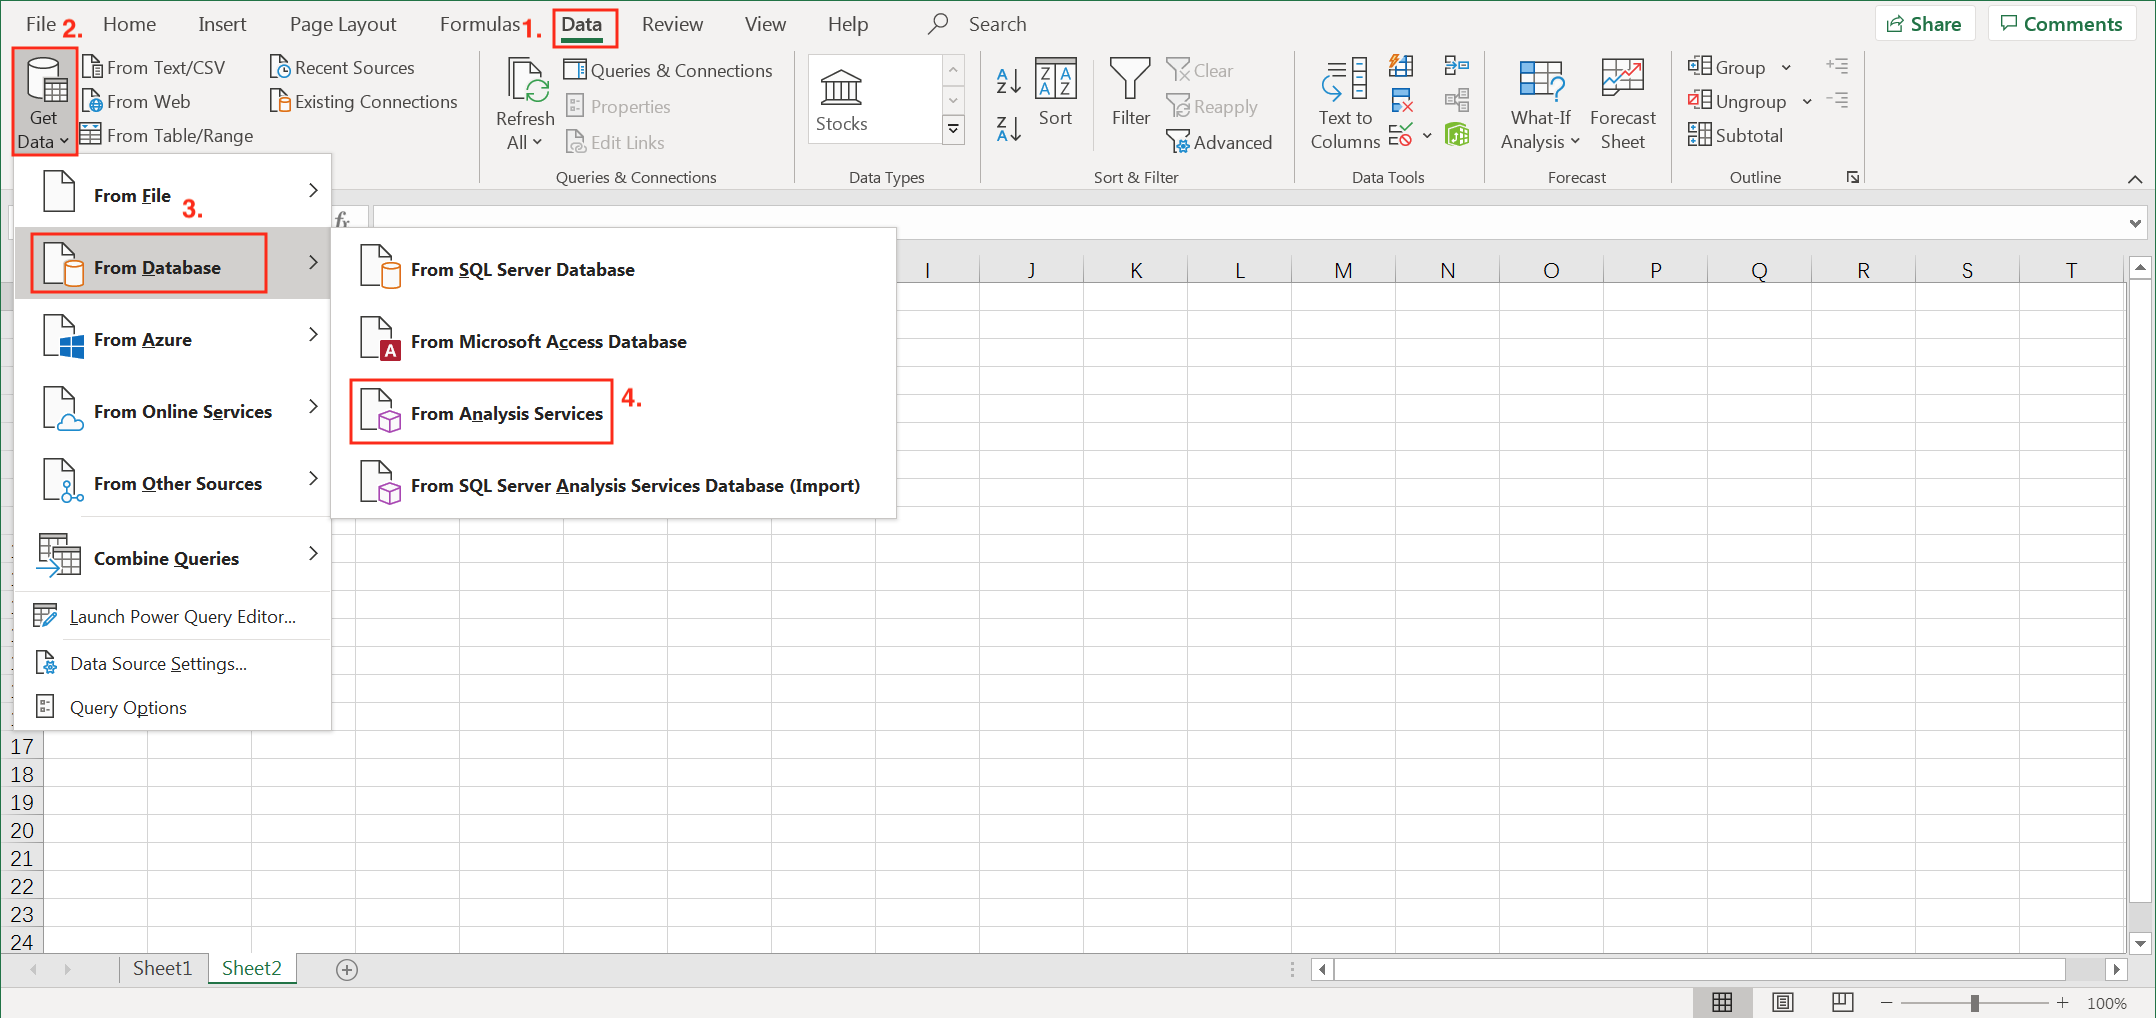 File 2. Home Insert Page Layout Formulas 1. Data Review View Help Search Share Comments
Get Data
From Text/CSV
From Web
From Table/Range
Recent Sources
Existing Connections
Refresh All
Queries & Connections
Properties
Edit Links
Queries & Connections
Stocks
Data Types
Sort
Filter
Clear
Reapply
Advanced
Sort & Filter
Text to Columns
Data Tools
What-If Analysis
Forecast Sheet
Forecast
Group
Ungroup
Subtotal
Outline
From File
3.
From Database
From Azure
From Online Services
From Other Sources
Combine Queries
Launch Power Query Editor...
Data Source Settings...
Query Options
fx
From SQL Server Database
From Microsoft Access Database
From Analysis Services 4.
From SQL Server Analysis Services Database (Import)
I J K L M N O P Q R S T
17
18
19
20
21
22
23
24
Sheet1 Sheet2
100%